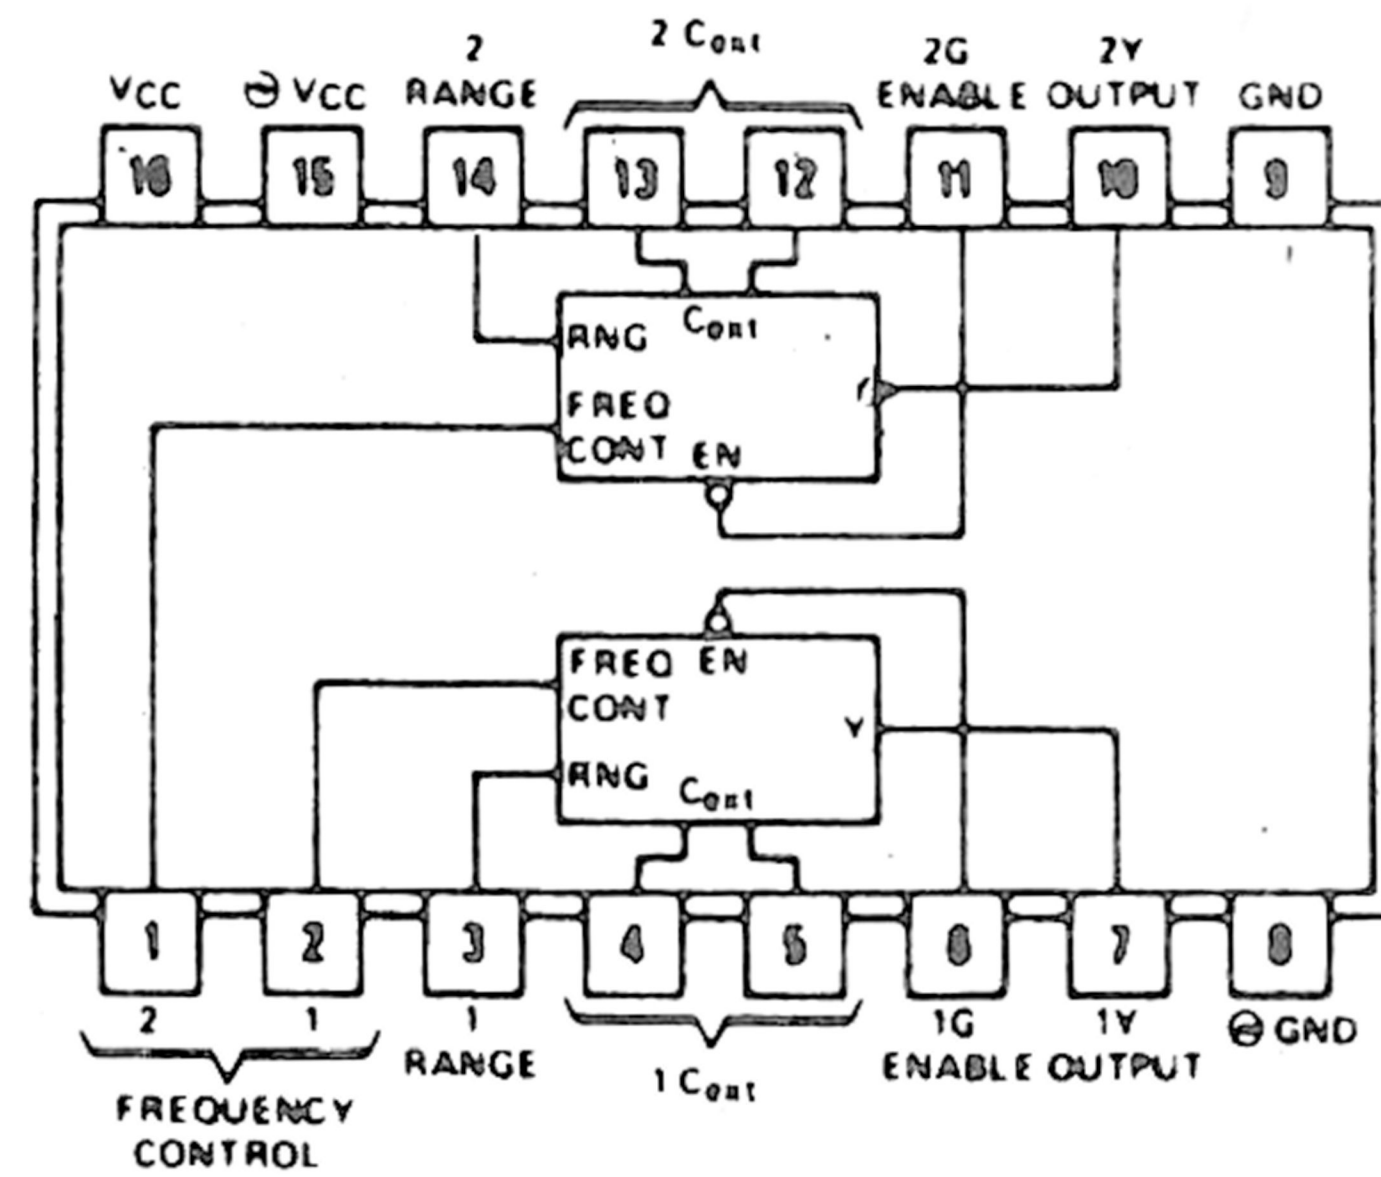 2
2 Cext
2G
2Y
VCC
⊖ VCC
RANGE
ENABLE
OUTPUT
GND
16
15
14
13
12
11
10
9
Cext
RNG
FREQ
CONT
EN
Y
FREQ
EN
CONT
Y
RNG
Cext
1
2
3
4
5
6
7
8
2
1
1
1G
1Y
⊖ GND
RANGE
1 Cext
ENABLE
OUTPUT
FREQUENCY
CONTROL